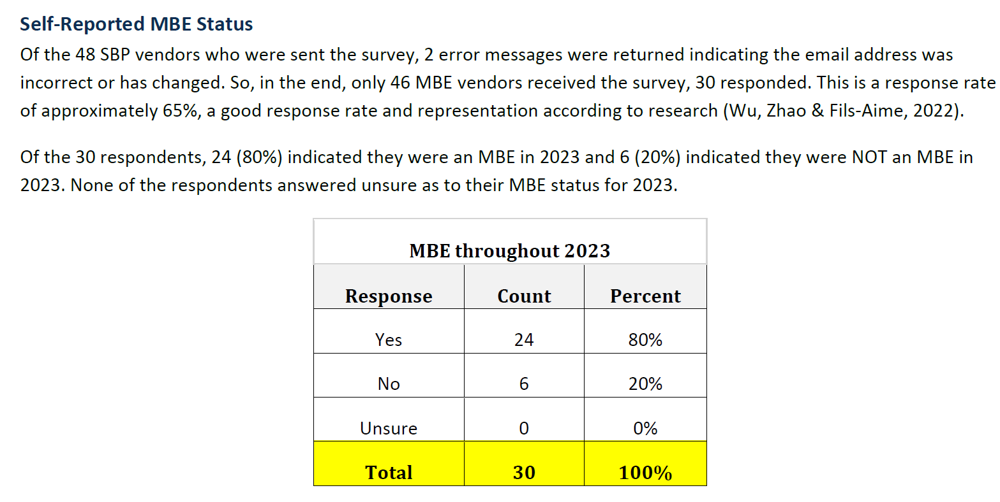 Self-Reported MBE Status
Of the 48 SBP vendors who were sent the survey, 2 error messages were returned indicating the email address was
incorrect or has changed. So, in the end, only 46 MBE vendors received the survey, 30 responded. This is a response rate
of approximately 65%, a good response rate and representation according to research (Wu, Zhao & Fils-Aime, 2022).
Of the 30 respondents, 24 (80%) indicated they were an MBE in 2023 and 6 (20%) indicated they were NOT an MBE in
2023. None of the respondents answered unsure as to their MBE status for 2023.
MBE throughout 2023
Response Count Percent
Yes 24 80%
No 6 20%
Unsure 0 0%
Total 30 100%